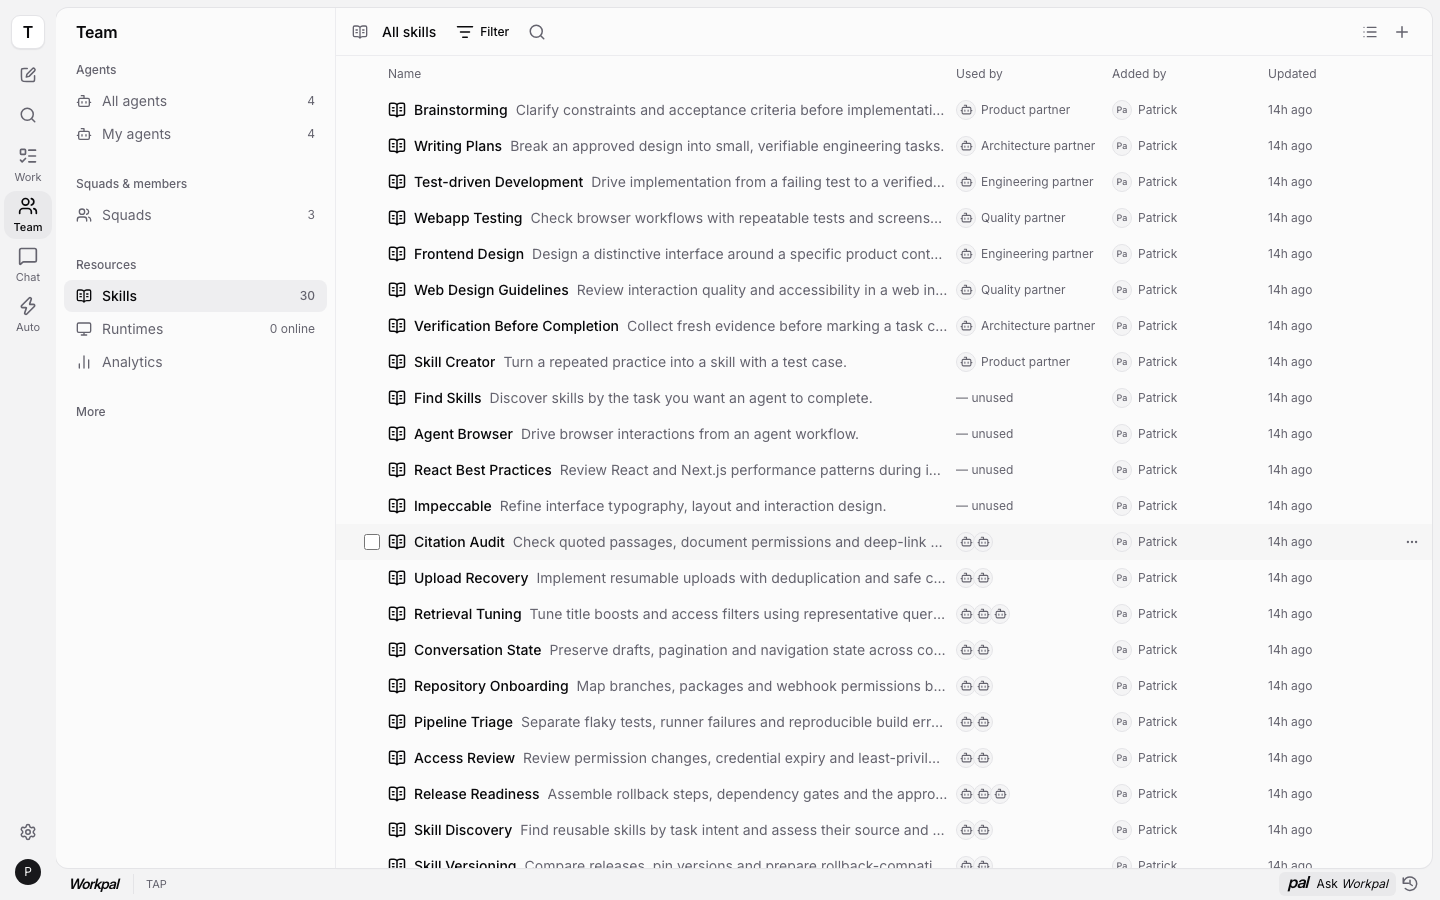 T
Team
All skills
Filter
Agents
All agents 4
My agents 4
Squads & members
Squads 3
Resources
Skills 30
Runtimes 0 online
Analytics
More
Work
Team
Chat
Auto
P
Name Used by Added by Updated
Brainstorming Clarify constraints and acceptance criteria before implementati... Product partner Pa Patrick 14h ago
Writing Plans Break an approved design into small, verifiable engineering tasks. Architecture partner Pa Patrick 14h ago
Test-driven Development Drive implementation from a failing test to a verified... Engineering partner Pa Patrick 14h ago
Webapp Testing Check browser workflows with repeatable tests and screens... Quality partner Pa Patrick 14h ago
Frontend Design Design a distinctive interface around a specific product cont... Engineering partner Pa Patrick 14h ago
Web Design Guidelines Review interaction quality and accessibility in a web in... Quality partner Pa Patrick 14h ago
Verification Before Completion Collect fresh evidence before marking a task c... Architecture partner Pa Patrick 14h ago
Skill Creator Turn a repeated practice into a skill with a test case. Product partner Pa Patrick 14h ago
Find Skills Discover skills by the task you want an agent to complete. — unused Pa Patrick 14h ago
Agent Browser Drive browser interactions from an agent workflow. — unused Pa Patrick 14h ago
React Best Practices Review React and Next.js performance patterns during i... — unused Pa Patrick 14h ago
Impeccable Refine interface typography, layout and interaction design. — unused Pa Patrick 14h ago
Citation Audit Check quoted passages, document permissions and deep-link ... Pa Patrick 14h ago
Upload Recovery Implement resumable uploads with deduplication and safe c... Pa Patrick 14h ago
Retrieval Tuning Tune title boosts and access filters using representative quer... Pa Patrick 14h ago
Conversation State Preserve drafts, pagination and navigation state across co... Pa Patrick 14h ago
Repository Onboarding Map branches, packages and webhook permissions b... Pa Patrick 14h ago
Pipeline Triage Separate flaky tests, runner failures and reproducible build err... Pa Patrick 14h ago
Access Review Review permission changes, credential expiry and least-privil... Pa Patrick 14h ago
Release Readiness Assemble rollback steps, dependency gates and the appro... Pa Patrick 14h ago
Skill Discovery Find reusable skills by task intent and assess their source and ... Pa Patrick 14h ago
Skill Versioning Compare releases, pin versions and prepare rollback-compati... Pa Patrick 14h ago
Workpal TAP
pal Ask Workpal